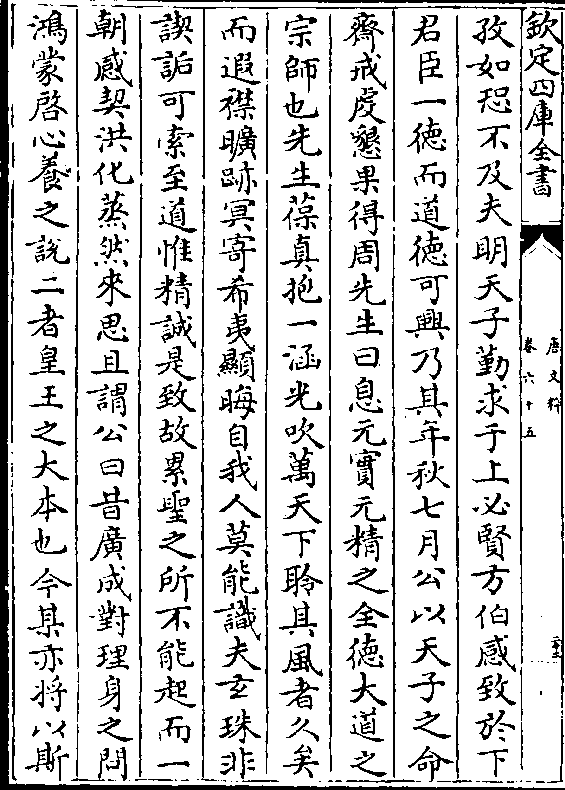 欽定四庫全書
唐文粹
卷六十五
孜如恐不及夫明天子勤求于上必賢方伯感致於下
君臣一德而道德可興乃其年秋七月公以天子之命
齋戒虔懇果得周先生曰息元實元精之全德大道之
宗師也先生葆真抱一涵光吹萬天下聆其風者久矣
而遐襟曠跡冥寄希夷顯晦自我人莫能識夫玄珠非
謑詬可索至道惟精誠是致故累聖之所不能起而一
朝感契洪化蒸然來思且謂公曰昔廣成對理身之問
鴻蒙啓心養之説二者皇王之大本也今某亦將以斯